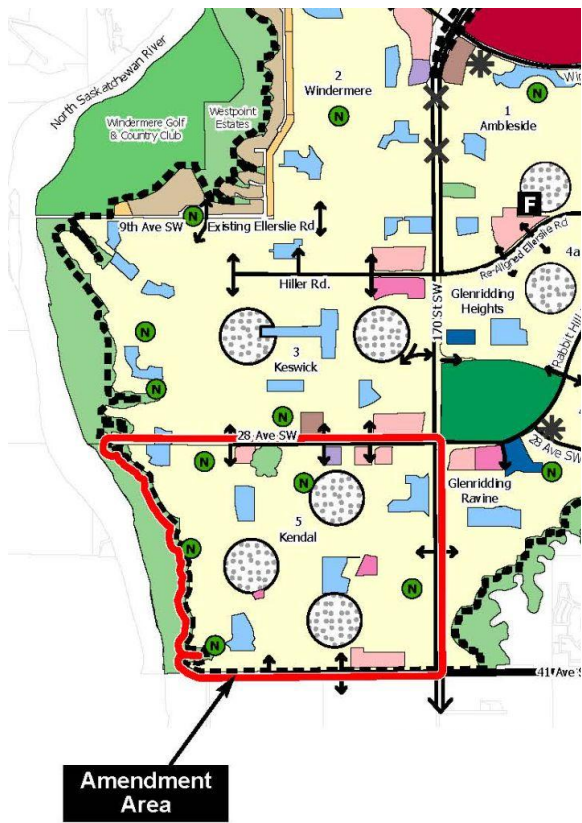 North Saskatchewan River
2
Windermere
Westpoint
Estates
Windermere Golf
& Country Club
1
Ambleside
N
N
F
N
9th Ave SW
Existing Ellerslie Rd.
Re-Aligned Ellerslie Rd
4a
Hiller Rd.
170 St SW
Glenridding
Heights
Rabbit Hill
N
3
Keswick
N
N
28 Ave SW
28 Ave SW
N
N
Glenridding
Ravine
N
5
Kendal
N
N
N
41 Ave S
Amendment
Area